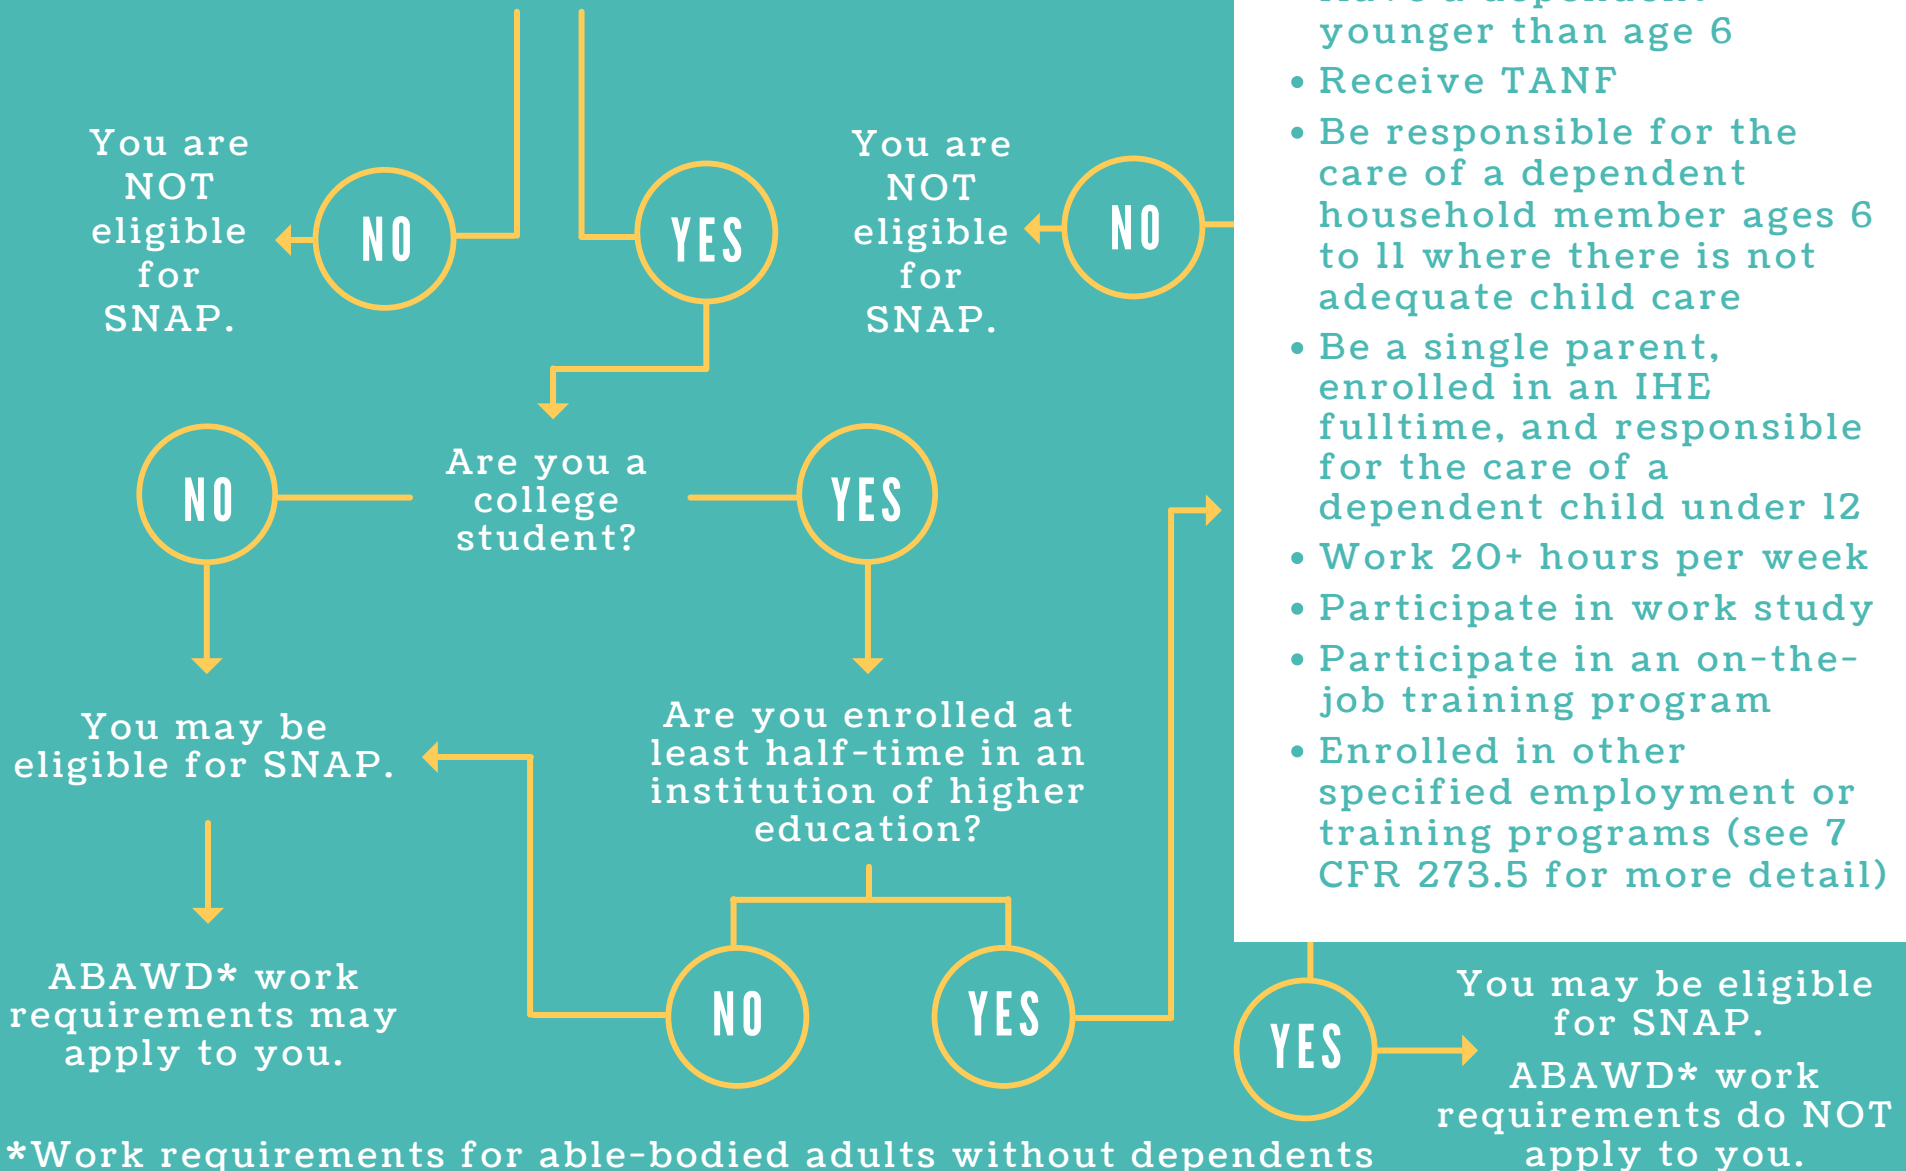 younger than age 6
• Receive TANF
• Be responsible for the
care of a dependent
household member ages 6
to 11 where there is not
adequate child care
• Be a single parent,
enrolled in an IHE
fulltime, and responsible
for the care of a
dependent child under 12
• Work 20+ hours per week
• Participate in work study
• Participate in an on-the-
job training program
• Enrolled in other
specified employment or
training programs (see 7
CFR 273.5 for more detail)
You are
NOT
eligible
for
SNAP.
NO
YES
You are
NOT
eligible
for
SNAP.
NO
NO
Are you a
college
student?
YES
You may be
eligible for SNAP.
Are you enrolled at
least half-time in an
institution of higher
education?
ABAWD* work
requirements may
apply to you.
NO
YES
YES
You may be eligible
for SNAP.
ABAWD* work
requirements do NOT
apply to you.
*Work requirements for able-bodied adults without dependents